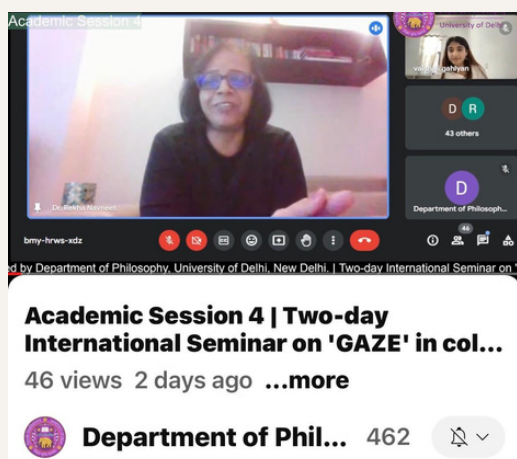 Academic Session 4
University of Delhi
D R
43 others
Dr. Rekha Navneet
D
Department of Philosoph...
bmy-hrws-xdz
46
ed by Department of Philosophy, University of Delhi, New Delhi. | Two-day International Seminar on '
Academic Session 4 | Two-day
International Seminar on 'GAZE' in col...
46 views 2 days ago ...more
Department of Phil... 462